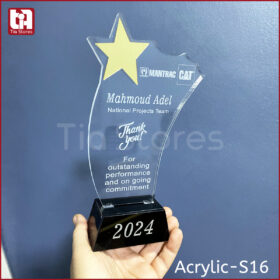 Tia Stores
MANTRAC CAT
Mahmoud Adel
National Projects Team
Thank
You!
For
outstanding
performance
and on going
commitment
2024
Tia Stores
Acrylic-S16